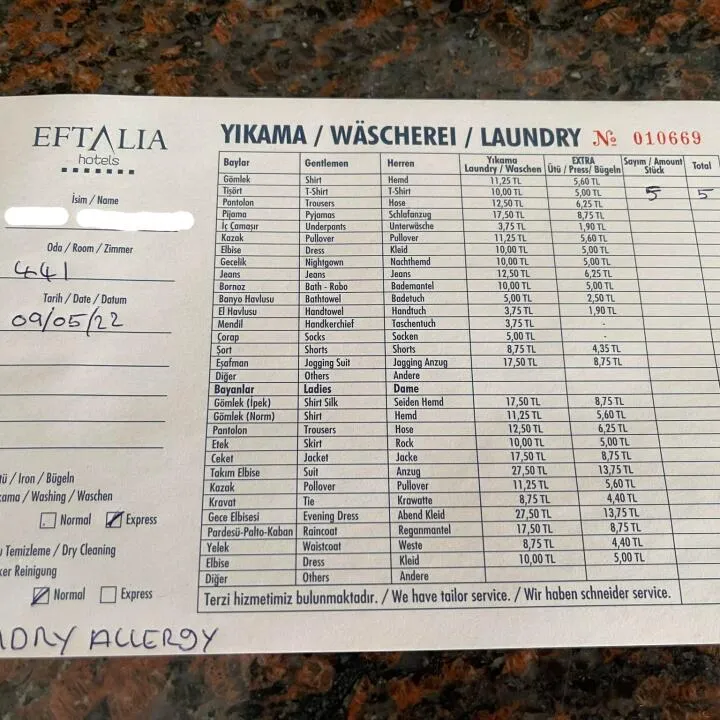 EFTALIA
hotels
İsim / Name
Oda / Room / Zimmer
441
Tarih / Date / Datum
09/05/22
tü / Iron / Bügeln
ama / Washing / Waschen
Normal Express
Temizleme / Dry Cleaning
ker Reinigung
Normal Express
DRY ALLERGY
YIKAMA / WÄSCHEREI / LAUNDRY № 010669
Baylar Gentlemen Herren Yıkama Laundry / Waschen EXTRA Ütü / Press / Bügeln Sayım / Amount Stück Total
Gömlek Shirt Hemd 11,25 TL 5,60 TL
Tişört T-Shirt T-Shirt 10,00 TL 5,00 TL 5 5
Pantolon Trousers Hose 12,50 TL 6,25 TL
Pijama Pyjamas Schlafanzug 17,50 TL 8,75 TL
İç Çamaşır Underpants Unterwäsche 3,75 TL 1,90 TL
Kazak Pullover Pullover 11,25 TL 5,60 TL
Elbise Dress Kleid 10,00 TL 5,00 TL
Gecelik Nightgown Nachthemd 10,00 TL 5,00 TL
Jeans Jeans Jeans 12,50 TL 6,25 TL
Bornoz Bath - Robo Bademantel 10,00 TL 5,00 TL
Banyo Havlusu Bathtowel Badetuch 5,00 TL 2,50 TL
El Havlusu Handtowel Handtuch 3,75 TL 1,90 TL
Mendil Handkerchief Taschentuch 3,75 TL -
Çorap Socks Socken 5,00 TL -
Şort Shorts Shorts 8,75 TL 4,35 TL
Eşafman Jogging Suit Jagging Anzug 17,50 TL 8,75 TL
Diğer Others Andere
Bayanlar Ladies Dame
Gömlek (İpek) Shirt Silk Seiden Hemd 17,50 TL 8,75 TL
Gömlek (Norm) Shirt Hemd 11,25 TL 5,60 TL
Pantolon Trousers Hose 12,50 TL 6,25 TL
Etek Skirt Rock 10,00 TL 5,00 TL
Ceket Jacket Jacke 17,50 TL 8,75 TL
Takım Elbise Suit Anzug 27,50 TL 13,75 TL
Kazak Pollover Pullover 11,25 TL 5,60 TL
Kravat Tie Krawatte 8,75 TL 4,40 TL
Gece Elbisesi Evening Dress Abend Kleid 27,50 TL 13,75 TL
Pardesü-Palto-Kaban Raincoat Reganmantel 17,50 TL 8,75 TL
Yelek Waistcoat Weste 8,75 TL 4,40 TL
Elbise Dress Kleid 10,00 TL 5,00 TL
Diğer Others Andere
Terzi hizmetimiz bulunmaktadır. / We have tailor service. / Wir haben schneider service.